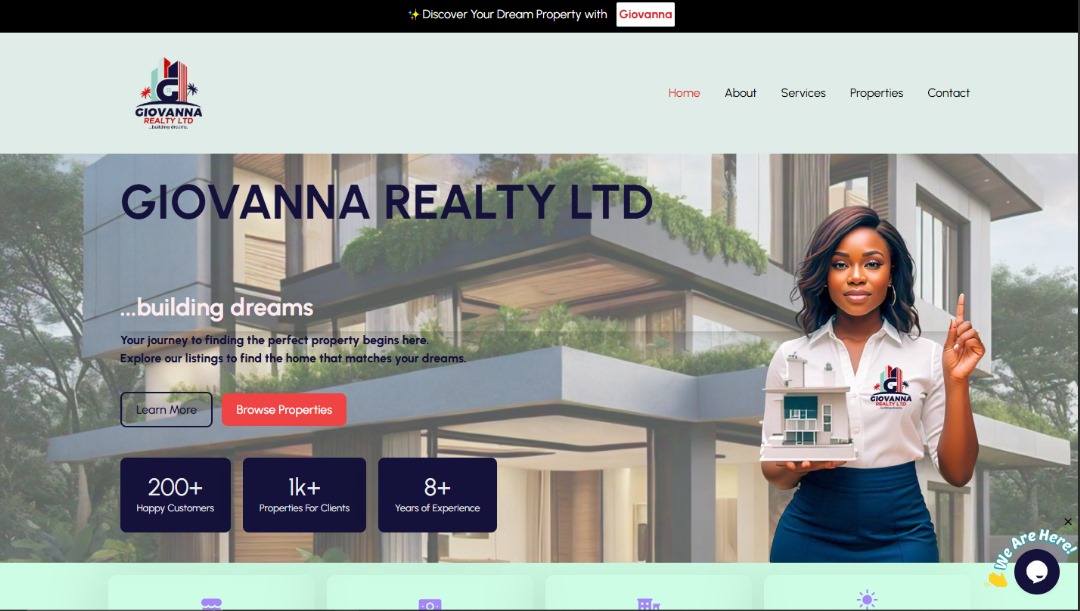 ✨ Discover Your Dream Property with Giovanna
G
GIOVANNA
REALTY LTD
...building dreams.
Home About Services Properties Contact
GIOVANNA REALTY LTD
...building dreams
Your journey to finding the perfect property begins here.
Explore our listings to find the home that matches your dreams.
Learn More Browse Properties
200+ 1k+ 8+
Happy Customers Properties For Clients Years of Experience
G
GIOVANNA
REALTY LTD
We Are Here!